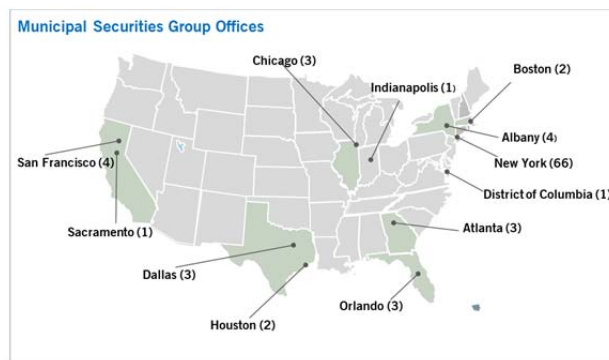 Municipal Securities Group Offices
Chicago (3)
Indianapolis (1)
Boston (2)
Albany (4)
New York (66)
San Francisco (4)
District of Columbia (1)
Sacramento (1)
Atlanta (3)
Dallas (3)
Orlando (3)
Houston (2)